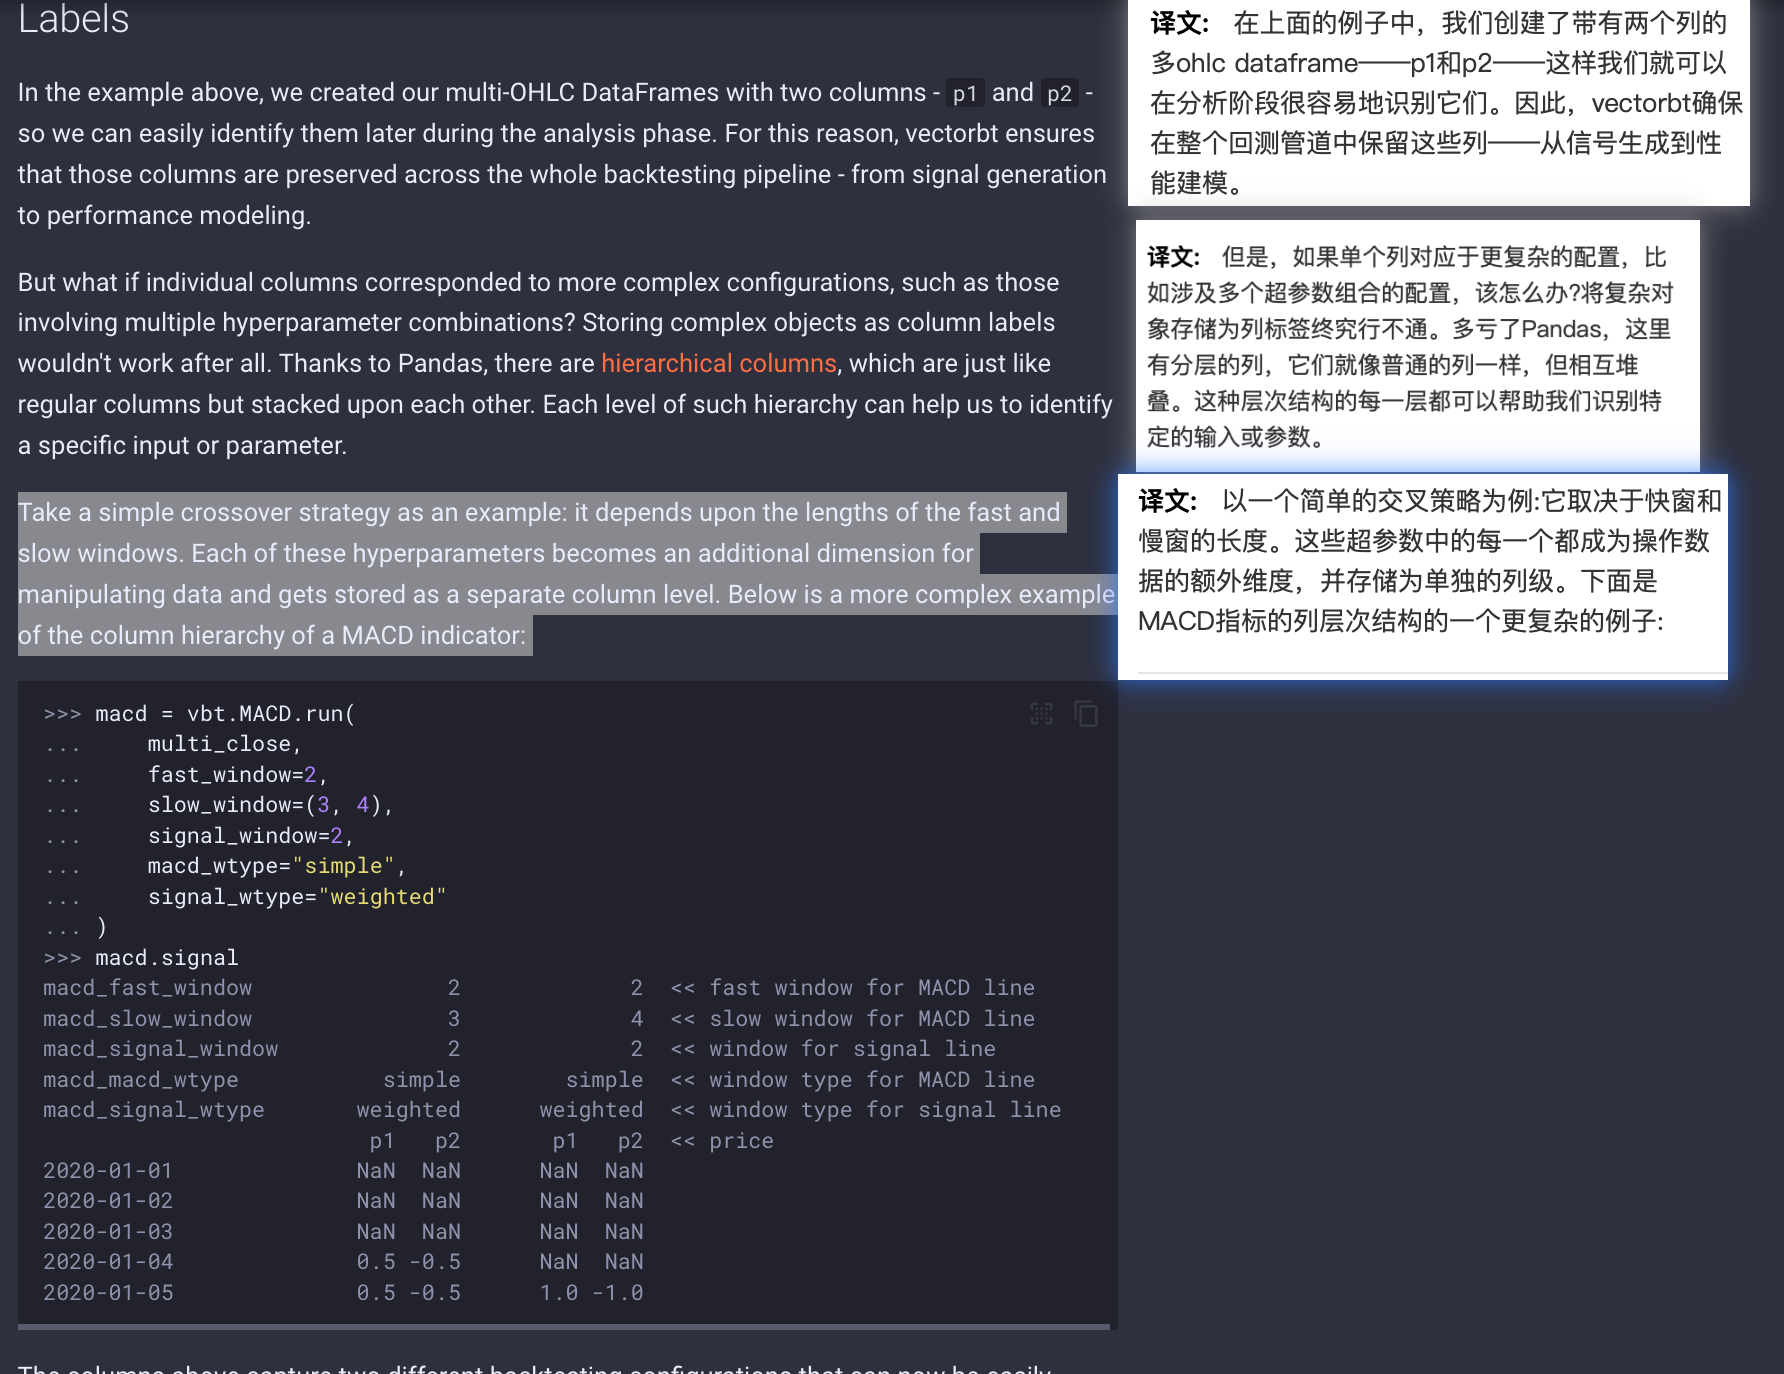 Labels
In the example above, we created our multi-OHLC DataFrames with two columns - p1 and p2 -
so we can easily identify them later during the analysis phase. For this reason, vectorbt ensures
that those columns are preserved across the whole backtesting pipeline - from signal generation
to performance modeling.
But what if individual columns corresponded to more complex configurations, such as those
involving multiple hyperparameter combinations? Storing complex objects as column labels
wouldn't work after all. Thanks to Pandas, there are hierarchical columns, which are just like
regular columns but stacked upon each other. Each level of such hierarchy can help us to identify
a specific input or parameter.
Take a simple crossover strategy as an example: it depends upon the lengths of the fast and
slow windows. Each of these hyperparameters becomes an additional dimension for
manipulating data and gets stored as a separate column level. Below is a more complex example
of the column hierarchy of a MACD indicator:
>>> macd = vbt.MACD.run(
...     multi_close,
...     fast_window=2,
...     slow_window=(3, 4),
...     signal_window=2,
...     macd_wtype="simple",
...     signal_wtype="weighted"
... )
>>> macd.signal
macd_fast_window               2             2  << fast window for MACD line
macd_slow_window               3             4  << slow window for MACD line
macd_signal_window             2             2  << window for signal line
macd_macd_wtype           simple        simple  << window type for MACD line
macd_signal_wtype       weighted      weighted  << window type for signal line
                         p1   p2       p1   p2  << price
2020-01-01              NaN  NaN      NaN  NaN
2020-01-02              NaN  NaN      NaN  NaN
2020-01-03              NaN  NaN      NaN  NaN
2020-01-04              0.5 -0.5      NaN  NaN
2020-01-05              0.5 -0.5      1.0 -1.0
The columns above capture two different backtesting configurations that can now be easily
译文: 在上面的例子中，我们创建了带有两个列的
多ohlc dataframe——p1和p2——这样我们就可以
在分析阶段很容易地识别它们。因此，vectorbt确保
在整个回测管道中保留这些列——从信号生成到性
能建模。
译文: 但是，如果单个列对应于更复杂的配置，比
如涉及多个超参数组合的配置，该怎么办?将复杂对
象存储为列标签终究行不通。多亏了Pandas，这里
有分层的列，它们就像普通的列一样，但相互堆
叠。这种层次结构的每一层都可以帮助我们识别特
定的输入或参数。
译文: 以一个简单的交叉策略为例:它取决于快窗和
慢窗的长度。这些超参数中的每一个都成为操作数
据的额外维度，并存储为单独的列级。下面是
MACD指标的列层次结构的一个更复杂的例子: